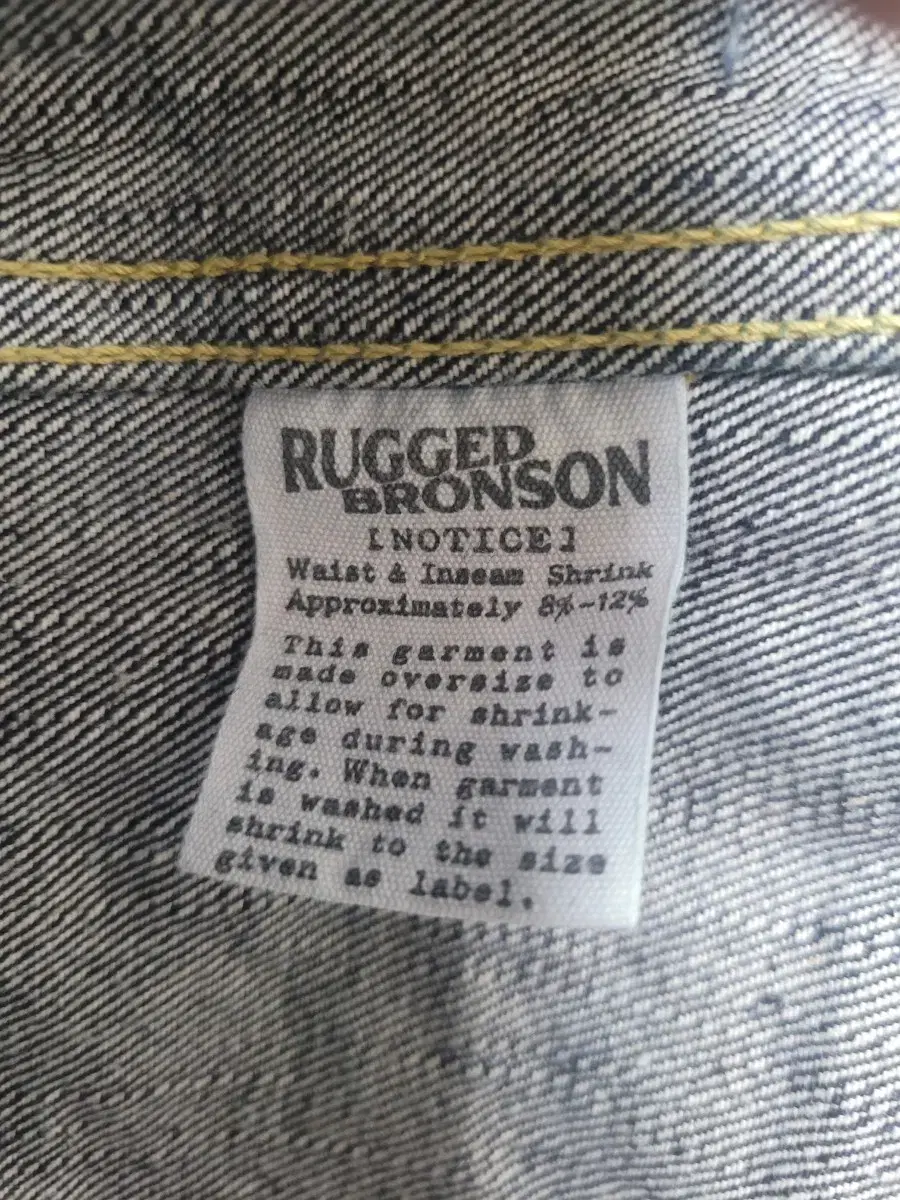 RUGGED
BRONSON
[NOTICE]
Waist & Inseam Shrink
Approximately 8%-12%
This garment is
made oversize to
allow for shrink-
age during wash-
ing. When garment
is washed it will
shrink to the size
given as label.